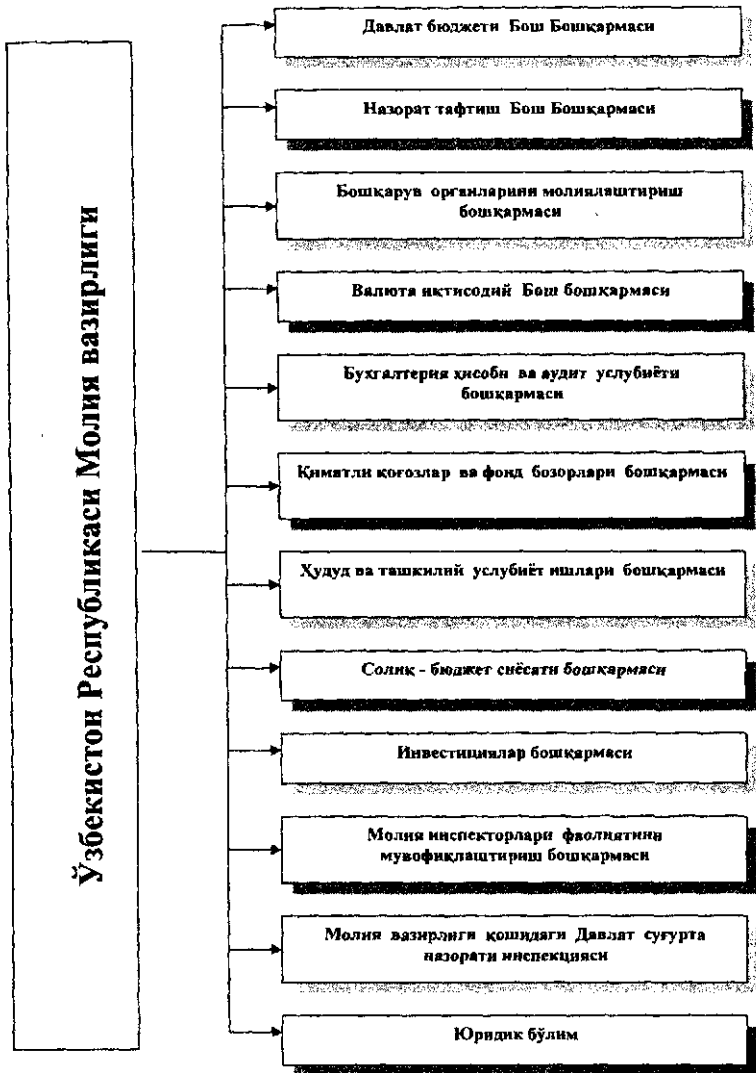 Ўзбекистон Республикаси Молия вазирлиги
Давлат бюджети Бош Бошқармаси
Назорат тафтиш Бош Бошқармаси
Бошқарув органларини молиялаштириш
бошқармаси
Валюта иқтисодий Бош бошқармаси
Бухгалтерия ҳисоби ва аудит услубиёти
бошқармаси
Қимматли қоғозлар ва фонд бозорлари бошқармаси
Ҳудуд ва ташкилий услубиёт ишлари бошқармаси
Солиқ - бюджет сиёсати бошқармаси
Инвестициялар бошқармаси
Молия инспекторлари фаолиятини
мувофиқлаштириш бошқармаси
Молия вазирлиги қошидаги Давлат суғурта
назорати инспекцияси
Юридик бўлим